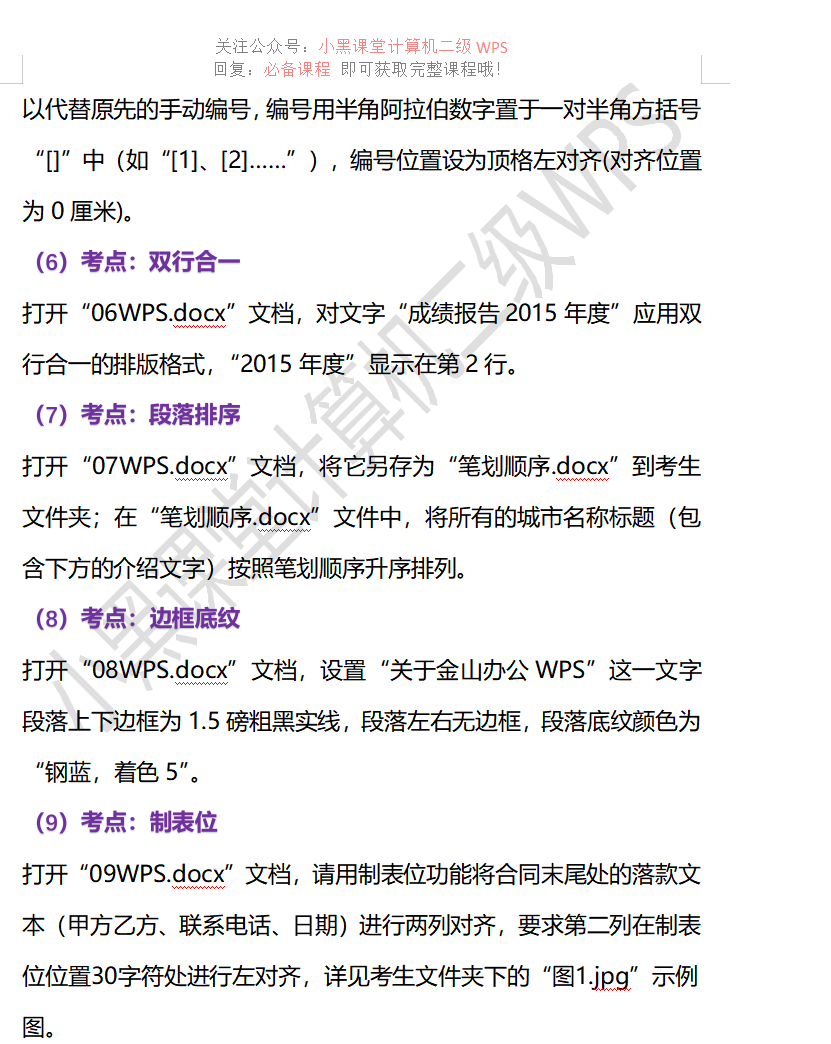 关注公众号：小黑课堂计算机二级 WPS
回复：必备课程 即可获取完整课程哦！
以代替原先的手动编号，编号用半角阿拉伯数字置于一对半角方括号
“[]”中（如“[1]、[2]……”），编号位置设为顶格左对齐(对齐位置
为 0 厘米)。
（6）考点：双行合一
打开“06WPS.docx”文档，对文字“成绩报告 2015 年度”应用双
行合一的排版格式，“2015 年度”显示在第 2 行。
（7）考点：段落排序
打开“07WPS.docx”文档，将它另存为“笔划顺序.docx”到考生
文件夹；在“笔划顺序.docx”文件中，将所有的城市名称标题（包
含下方的介绍文字）按照笔划顺序升序排列。
（8）考点：边框底纹
打开“08WPS.docx”文档，设置“关于金山办公 WPS”这一文字
段落上下边框为 1.5 磅粗黑实线，段落左右无边框，段落底纹颜色为
“钢蓝，着色 5”。
（9）考点：制表位
打开“09WPS.docx”文档，请用制表位功能将合同末尾处的落款文
本（甲方乙方、联系电话、日期）进行两列对齐，要求第二列在制表
位位置30字符处进行左对齐，详见考生文件夹下的“图1.jpg”示例
图。
小黑课堂计算机二级WPS